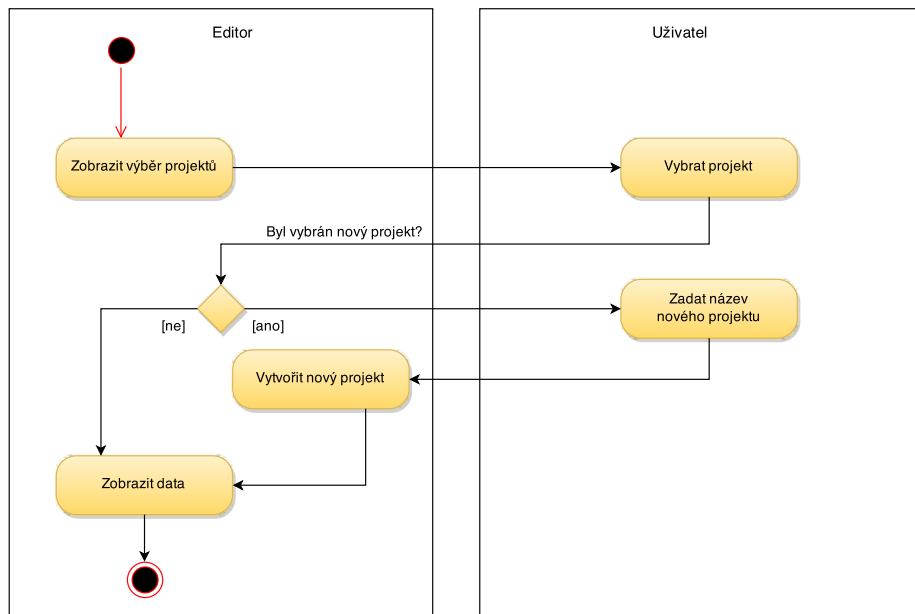 Editor
Uživatel
Zobrazit výběr projektů
Vybrat projekt
Byl vybrán nový projekt?
[ne]
[ano]
Zadat název
nového projektu
Vytvořit nový projekt
Zobrazit data